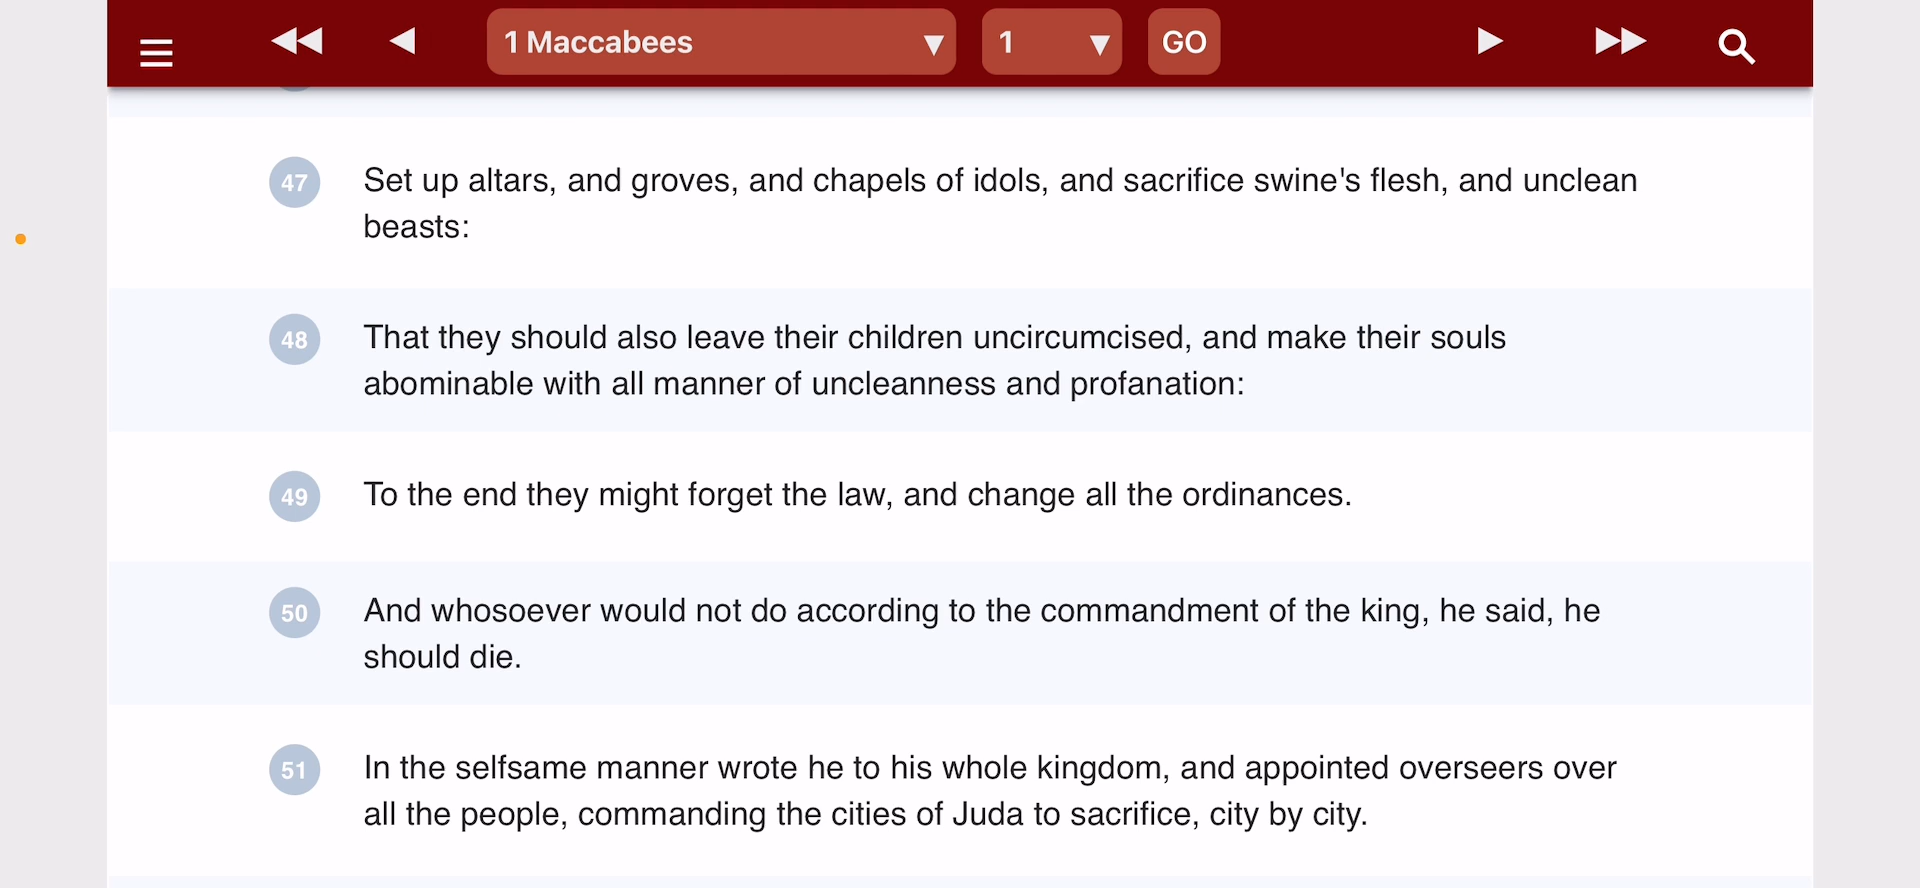 1 Maccabees 1 GO
47 Set up altars, and groves, and chapels of idols, and sacrifice swine's flesh, and unclean
beasts:
48 That they should also leave their children uncircumcised, and make their souls
abominable with all manner of uncleanness and profanation:
49 To the end they might forget the law, and change all the ordinances.
50 And whosoever would not do according to the commandment of the king, he said, he
should die.
51 In the selfsame manner wrote he to his whole kingdom, and appointed overseers over
all the people, commanding the cities of Juda to sacrifice, city by city.